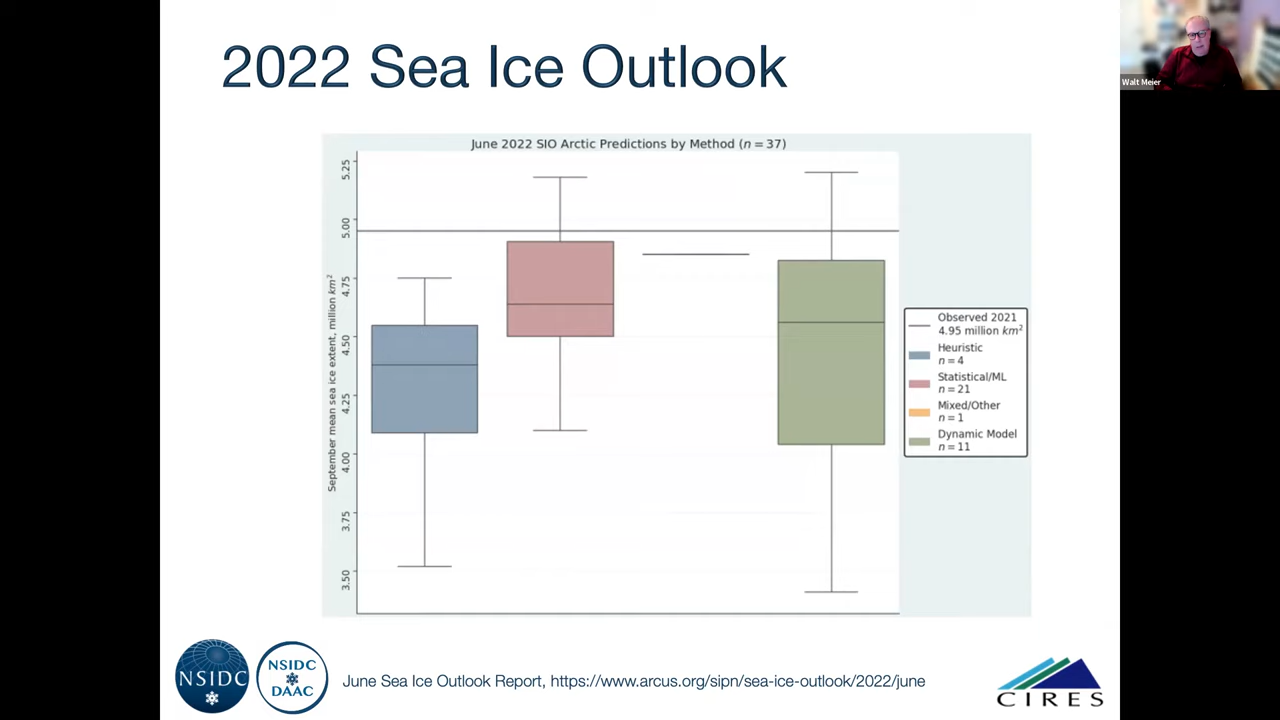 2022 Sea Ice Outlook
Walt Meier
June 2022 SIO Arctic Predictions by Method (n = 37)
September mean sea ice extent, million km²
5.25
5.00
4.75
4.50
4.25
4.00
3.75
3.50
Observed 2021
4.95 million km²
Heuristic
n = 4
Statistical/ML
n = 21
Mixed/Other
n = 1
Dynamic Model
n = 11
NSIDC
NSIDC
DAAC
June Sea Ice Outlook Report, https://www.arcus.org/sipn/sea-ice-outlook/2022/june
CIRES